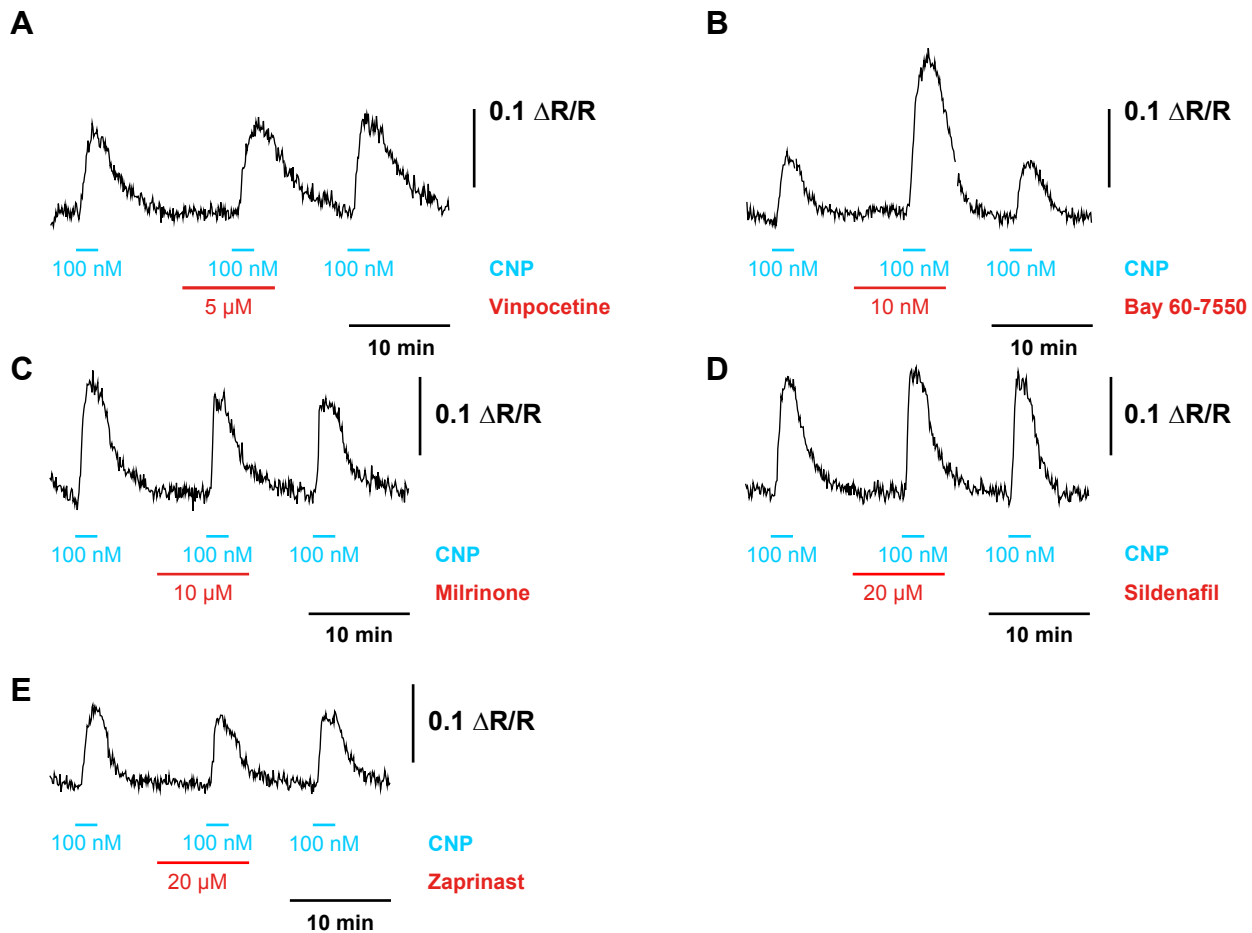 A
0.1 ΔR/R
100 nM 100 nM 100 nM CNP
5 µM Vinpocetine
10 min
B
0.1 ΔR/R
100 nM 100 nM 100 nM CNP
10 nM Bay 60-7550
10 min
C
0.1 ΔR/R
100 nM 100 nM 100 nM CNP
10 µM Milrinone
10 min
D
0.1 ΔR/R
100 nM 100 nM 100 nM CNP
20 µM Sildenafil
10 min
E
0.1 ΔR/R
100 nM 100 nM 100 nM CNP
20 µM Zaprinast
10 min